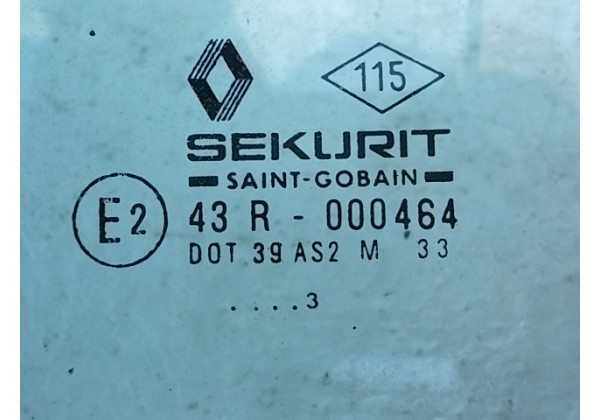 115
SEKURIT
SAINT-GOBAIN
E2 43 R - 000464
DOT 39 AS2 M 33
....3